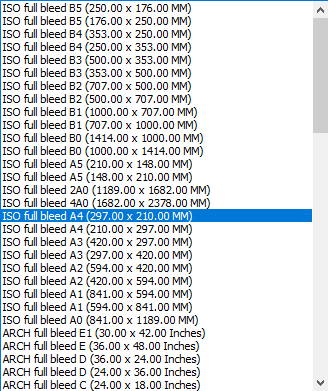 ISO full bleed B5 (250.00 x 176.00 MM)
ISO full bleed B5 (176.00 x 250.00 MM)
ISO full bleed B4 (353.00 x 250.00 MM)
ISO full bleed B4 (250.00 x 353.00 MM)
ISO full bleed B3 (500.00 x 353.00 MM)
ISO full bleed B3 (353.00 x 500.00 MM)
ISO full bleed B2 (707.00 x 500.00 MM)
ISO full bleed B2 (500.00 x 707.00 MM)
ISO full bleed B1 (1000.00 x 707.00 MM)
ISO full bleed B1 (707.00 x 1000.00 MM)
ISO full bleed B0 (1414.00 x 1000.00 MM)
ISO full bleed B0 (1000.00 x 1414.00 MM)
ISO full bleed A5 (210.00 x 148.00 MM)
ISO full bleed A5 (148.00 x 210.00 MM)
ISO full bleed 2A0 (1189.00 x 1682.00 MM)
ISO full bleed 4A0 (1682.00 x 2378.00 MM)
ISO full bleed A4 (297.00 x 210.00 MM)
ISO full bleed A4 (210.00 x 297.00 MM)
ISO full bleed A3 (420.00 x 297.00 MM)
ISO full bleed A3 (297.00 x 420.00 MM)
ISO full bleed A2 (594.00 x 420.00 MM)
ISO full bleed A2 (420.00 x 594.00 MM)
ISO full bleed A1 (841.00 x 594.00 MM)
ISO full bleed A1 (594.00 x 841.00 MM)
ISO full bleed A0 (841.00 x 1189.00 MM)
ARCH full bleed E1 (30.00 x 42.00 Inches)
ARCH full bleed E (36.00 x 48.00 Inches)
ARCH full bleed D (36.00 x 24.00 Inches)
ARCH full bleed D (24.00 x 36.00 Inches)
ARCH full bleed C (24.00 x 18.00 Inches)